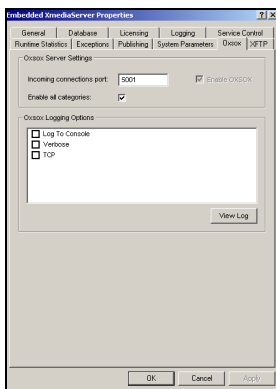 Embedded XmediaServer Properties
General Database Licensing Logging Service Control
Runtime Statistics Exceptions Publishing System Parameters Oxsox XFTP
Oxsox Server Settings
Incoming connections port: 5001 Enable OXSOX
Enable all categories:
Oxsox Logging Options
Log To Console
Verbose
TCP
View Log
OK Cancel Apply